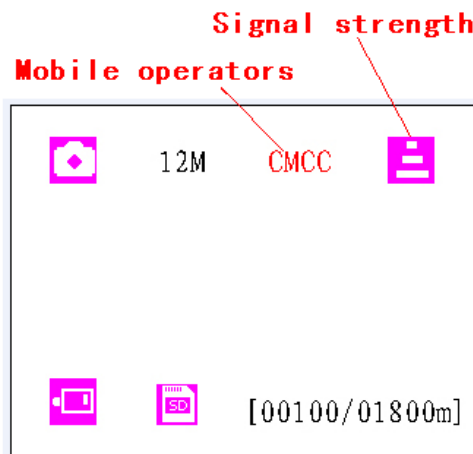 Signal strength
Mobile operators
12M CMCC
SD [00100/01800m]